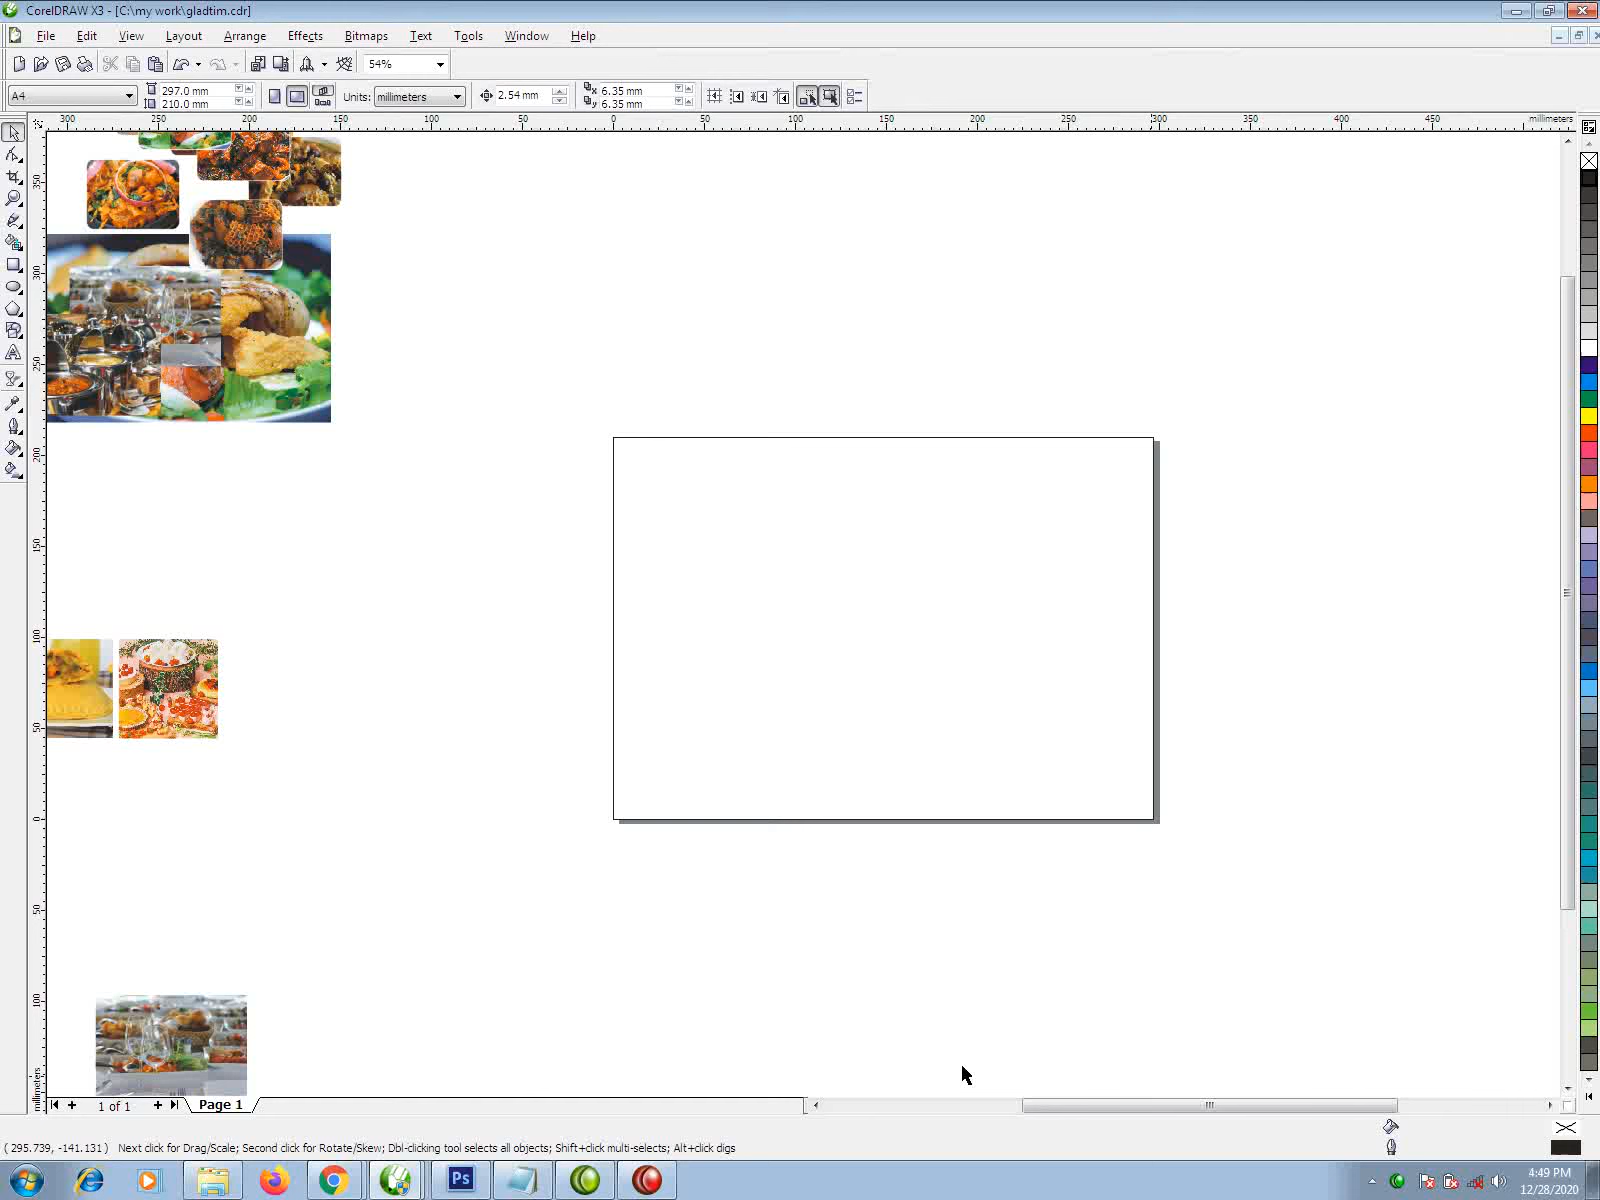 CorelDRAW X3 - [C:\my work\gladtim.cdr]
File Edit View Layout Arrange Effects Bitmaps Text Tools Window Help
54%
A4 297.0 mm 210.0 mm Units: millimeters 2.54 mm 6.35 mm 6.35 mm
300 250 200 150 100 50 0 50 100 150 200 250 300 350 400 450 millimeters
350
300
250
200
150
100
50
0
50
100
millimeters
1 of 1 Page 1
( 295.739, -141.131 ) Next click for Drag/Scale; Second click for Rotate/Skew; Dbl-clicking tool selects all objects; Shift+click multi-selects; Alt+click digs
Ps
4:49 PM
12/28/2020